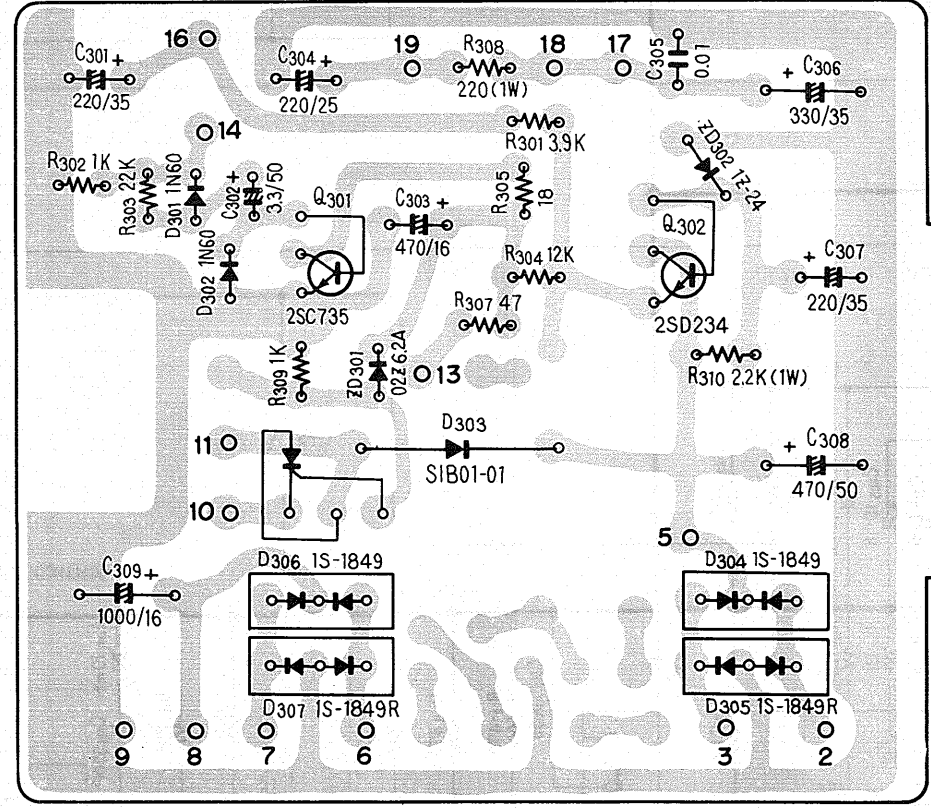 16
C301 +
220/35
C304 +
220/25
19
R308
220 (1W)
18
17
C305
0.01
+ C306
330/35
14
R301 3.9K
R302 1K
R303 22K
D301 1N60
C302 +
3.3/50
Q301
C303 +
470/16
R305
18
ZD302 1Z-24
Q302
D302 1N60
2SC735
R304 12K
R307 47
2SD234
+ C307
220/35
R309 1K
ZD301
02Z 6.2A
13
R310 2.2K (1W)
11
D303
S1B01-01
+ C308
470/50
10
5
C309 +
1000/16
D306 1S-1849
D304 1S-1849
D307 1S-1849R
D305 1S-1849R
9
8
7
6
3
2